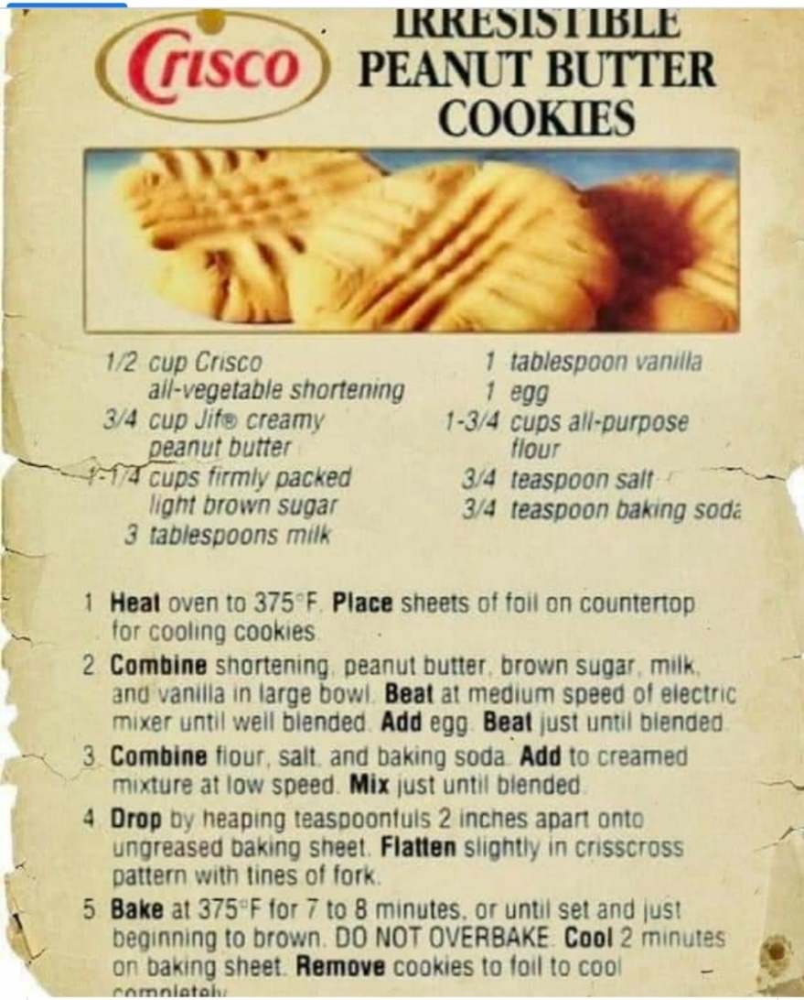 Crisco
IRRESISTIBLE
PEANUT BUTTER
COOKIES
1/2 cup Crisco
all-vegetable shortening
3/4 cup Jif® creamy
peanut butter
1-1/4 cups firmly packed
light brown sugar
3 tablespoons milk
1 tablespoon vanilla
1 egg
1-3/4 cups all-purpose
flour
3/4 teaspoon salt
3/4 teaspoon baking soda
1 Heat oven to 375°F. Place sheets of foil on countertop
for cooling cookies.
2 Combine shortening, peanut butter, brown sugar, milk,
and vanilla in large bowl. Beat at medium speed of electric
mixer until well blended. Add egg. Beat just until blended.
3 Combine flour, salt, and baking soda. Add to creamed
mixture at low speed. Mix just until blended.
4 Drop by heaping teaspoonfuls 2 inches apart onto
ungreased baking sheet. Flatten slightly in crisscross
pattern with tines of fork.
5 Bake at 375°F for 7 to 8 minutes, or until set and just
beginning to brown. DO NOT OVERBAKE. Cool 2 minutes
on baking sheet. Remove cookies to foil to cool
completely.